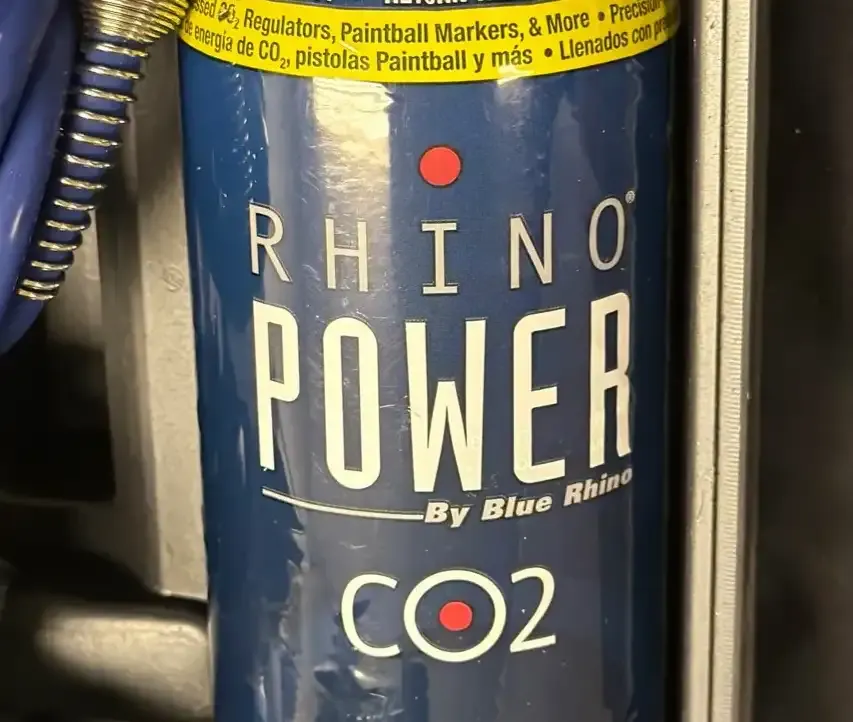 Regulators, Paintball Markers, & More •
de energía de CO₂, pistolas Paintball y más • Llenados con
RHINO®
POWER
By Blue Rhino
CO2